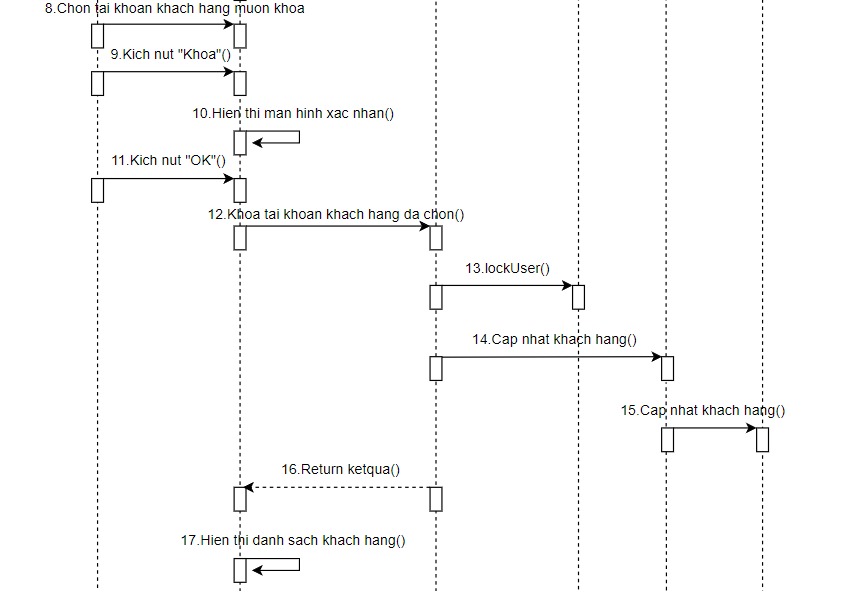 8.Chon tai khoan khach hang muon khoa
9.Kich nut "Khoa"()
10.Hien thi man hinh xac nhan()
11.Kich nut "OK"()
12.Khoa tai khoan khach hang da chon()
13.lockUser()
14.Cap nhat khach hang()
15.Cap nhat khach hang()
16.Return ketqua()
17.Hien thi danh sach khach hang()